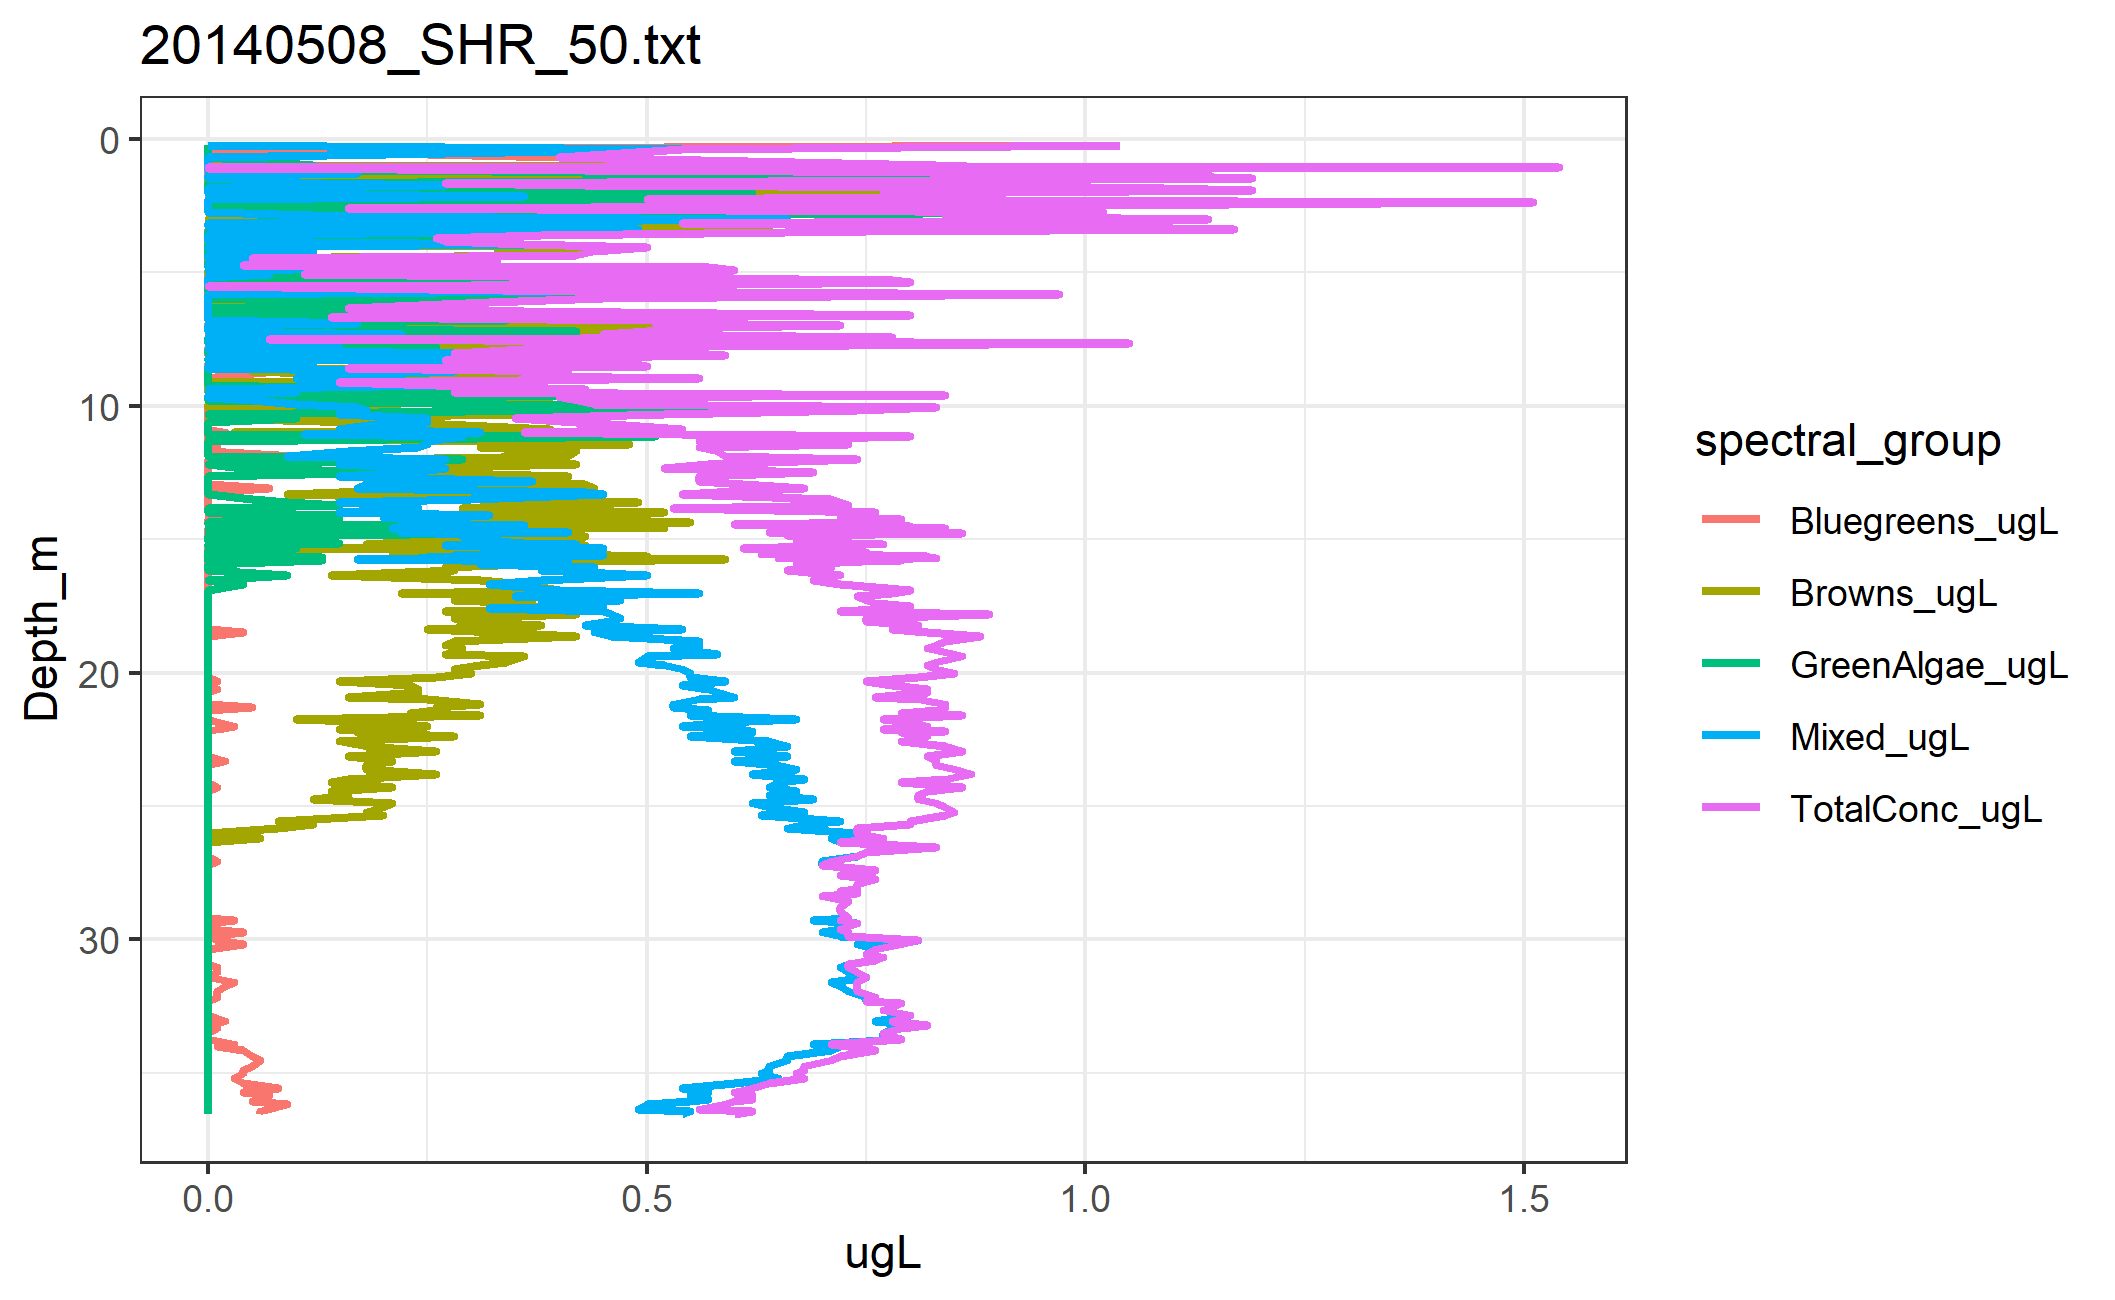 20140508_SHR_50.txt
0
10
20
30
Depth_m
0.0 0.5 1.0 1.5
ugL
spectral_group
Bluegreens_ugL
Browns_ugL
GreenAlgae_ugL
Mixed_ugL
TotalConc_ugL